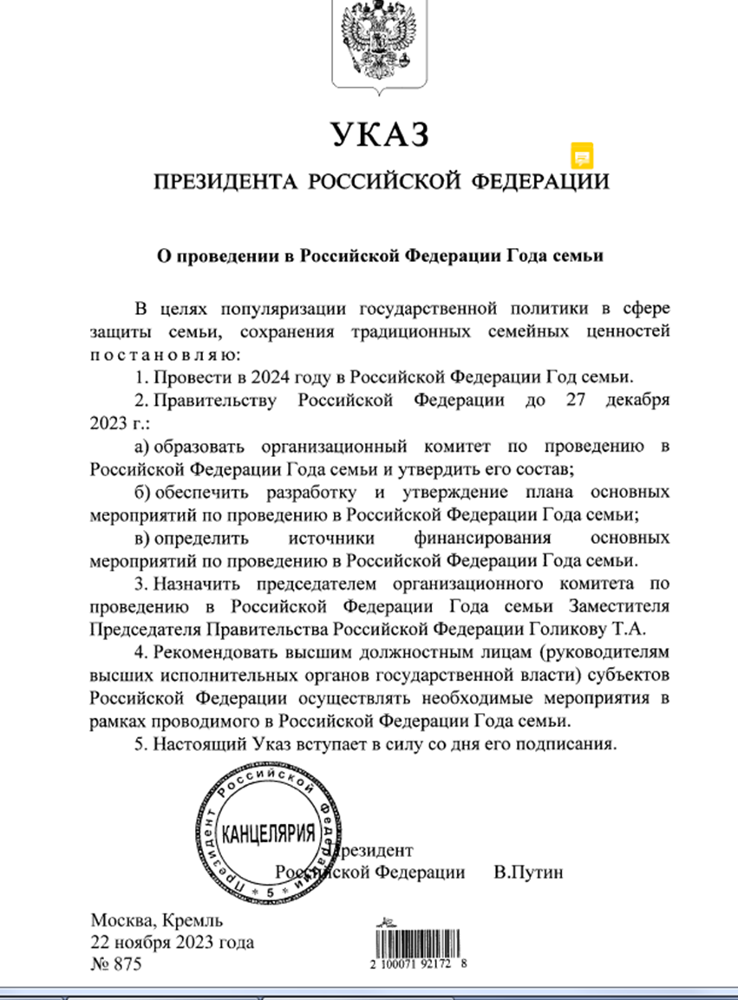 УКАЗ
ПРЕЗИДЕНТА РОССИЙСКОЙ ФЕДЕРАЦИИ
О проведении в Российской Федерации Года семьи
В целях популяризации государственной политики в сфере
защиты семьи, сохранения традиционных семейных ценностей
п о с т а н о в л я ю:
1. Провести в 2024 году в Российской Федерации Год семьи.
2. Правительству Российской Федерации до 27 декабря
2023 г.:
а) образовать организационный комитет по проведению в
Российской Федерации Года семьи и утвердить его состав;
б) обеспечить разработку и утверждение плана основных
мероприятий по проведению в Российской Федерации Года семьи;
в) определить источники финансирования основных
мероприятий по проведению в Российской Федерации Года семьи.
3. Назначить председателем организационного комитета по
проведению в Российской Федерации Года семьи Заместителя
Председателя Правительства Российской Федерации Голикову Т.А.
4. Рекомендовать высшим должностным лицам (руководителям
высших исполнительных органов государственной власти) субъектов
Российской Федерации осуществлять необходимые мероприятия в
рамках проводимого в Российской Федерации Года семьи.
5. Настоящий Указ вступает в силу со дня его подписания.
Президент Российской Федерации
КАНЦЕЛЯРИЯ
* 5 *
Президент
Российской Федерации В.Путин
Москва, Кремль
22 ноября 2023 года
№ 875
2 100071 92172 8